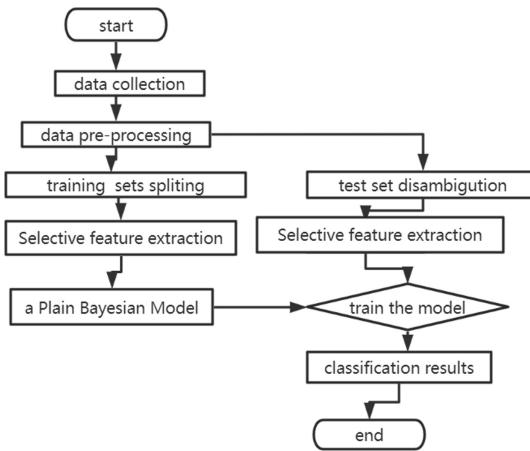 start
data collection
data pre-processing
training sets spliting
test set disambigution
Selective feature extraction
Selective feature extraction
a Plain Bayesian Model
train the model
classification results
end